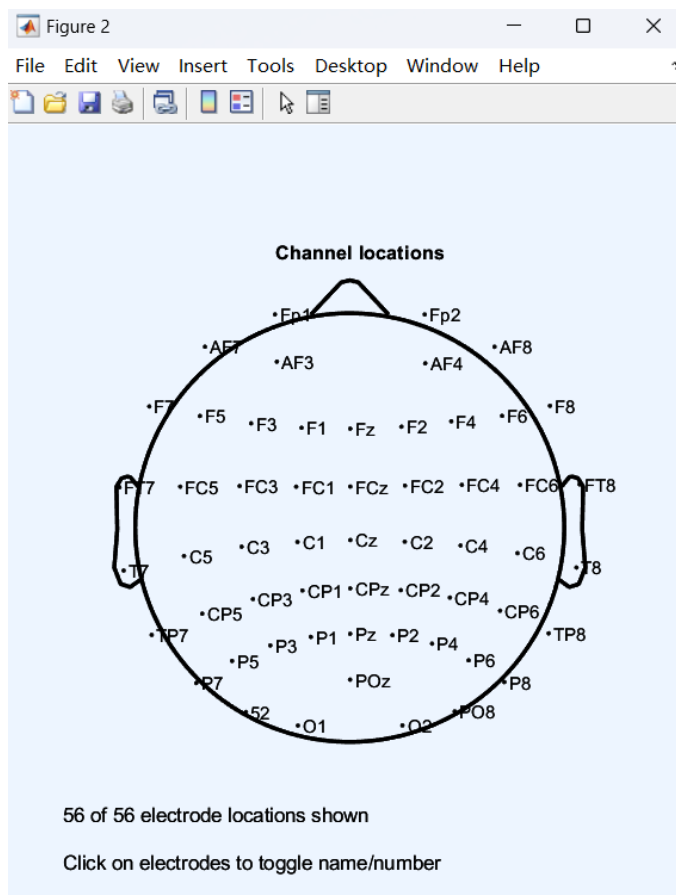 Figure 2
File Edit View Insert Tools Desktop Window Help
Channel locations
Fp1 Fp2
AF7 AF8
AF3 AF4
F7 F8
F5 F3 F1 Fz F2 F4 F6
FT7 FC5 FC3 FC1 FCz FC2 FC4 FC6 FT8
C5 C3 C1 Cz C2 C4 C6
T7 T8
CP5 CP3 CP1 CPz CP2 CP4 CP6
TP7 TP8
P5 P3 P1 Pz P2 P4 P6
P7 POz P8
52 PO8
O1 O2
56 of 56 electrode locations shown
Click on electrodes to toggle name/number